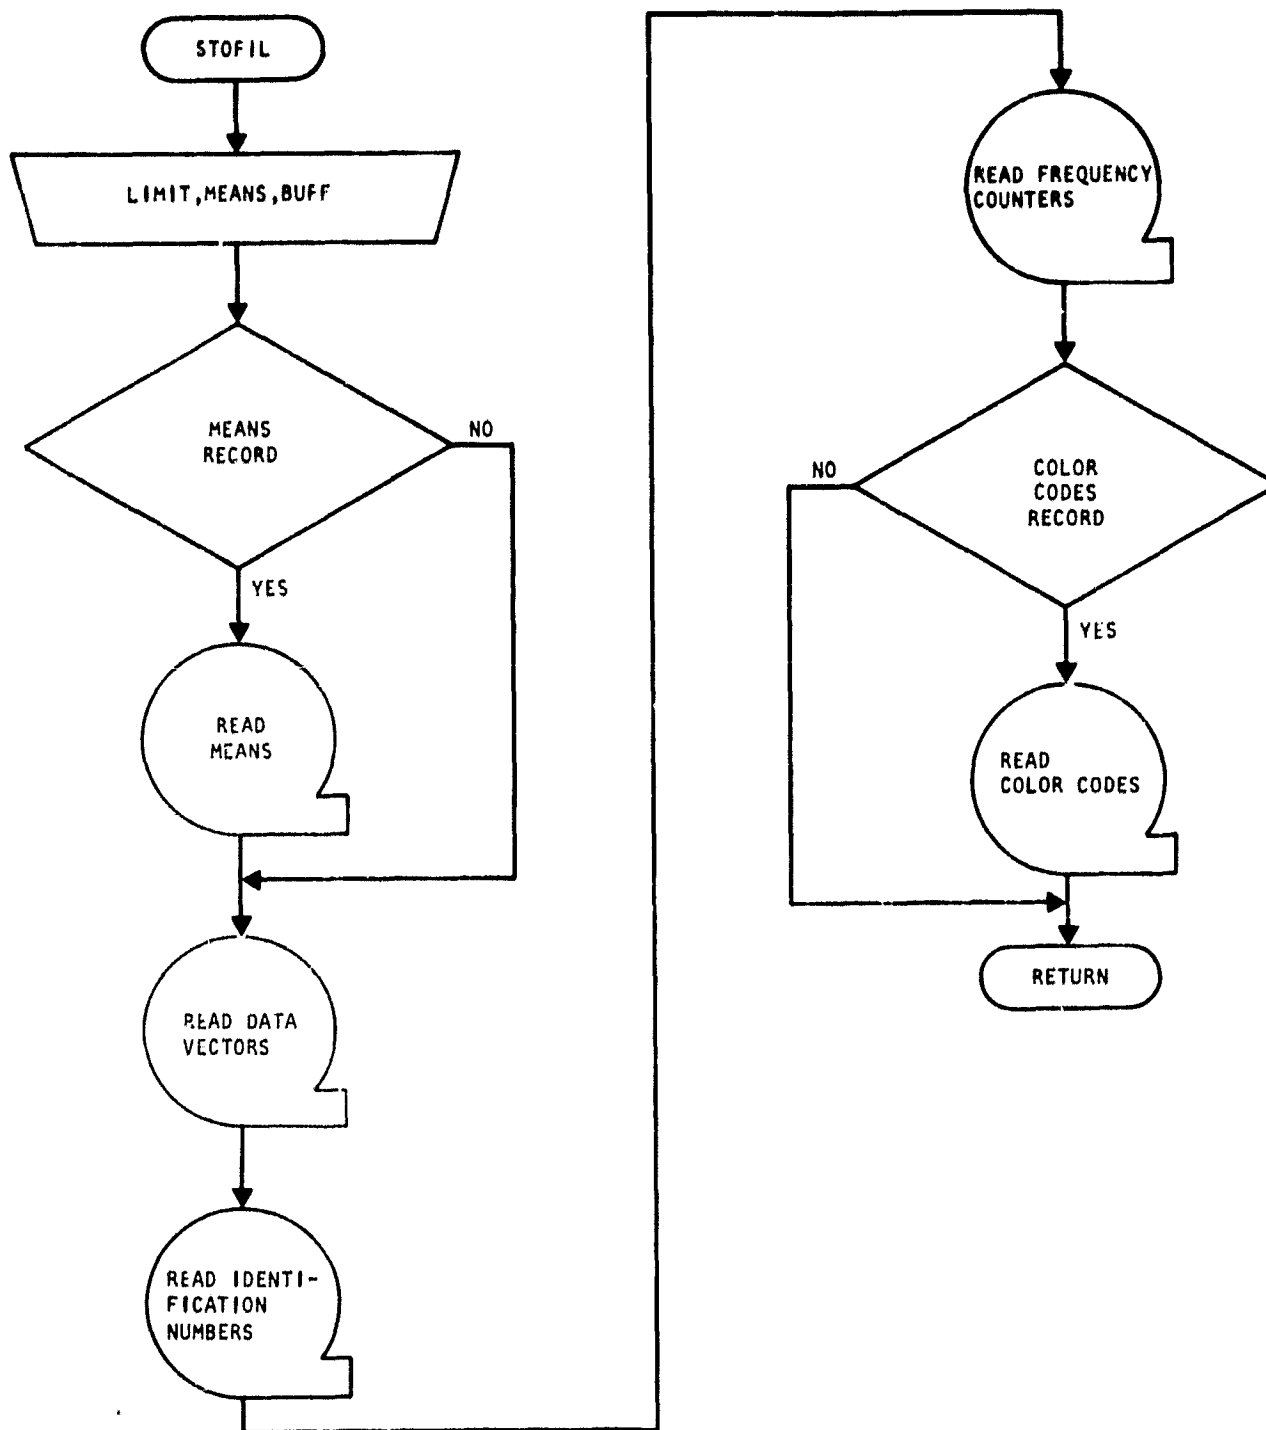 STOFIL
LIMIT,MEANS,BUFF
MEANS
RECORD
NO
YES
READ
MEANS
READ DATA
VECTORS
READ IDENTI-
FICATION
NUMBERS
READ FREQUENCY
COUNTERS
COLOR
CODES
RECORD
NO
YES
READ
COLOR CODES
RETURN